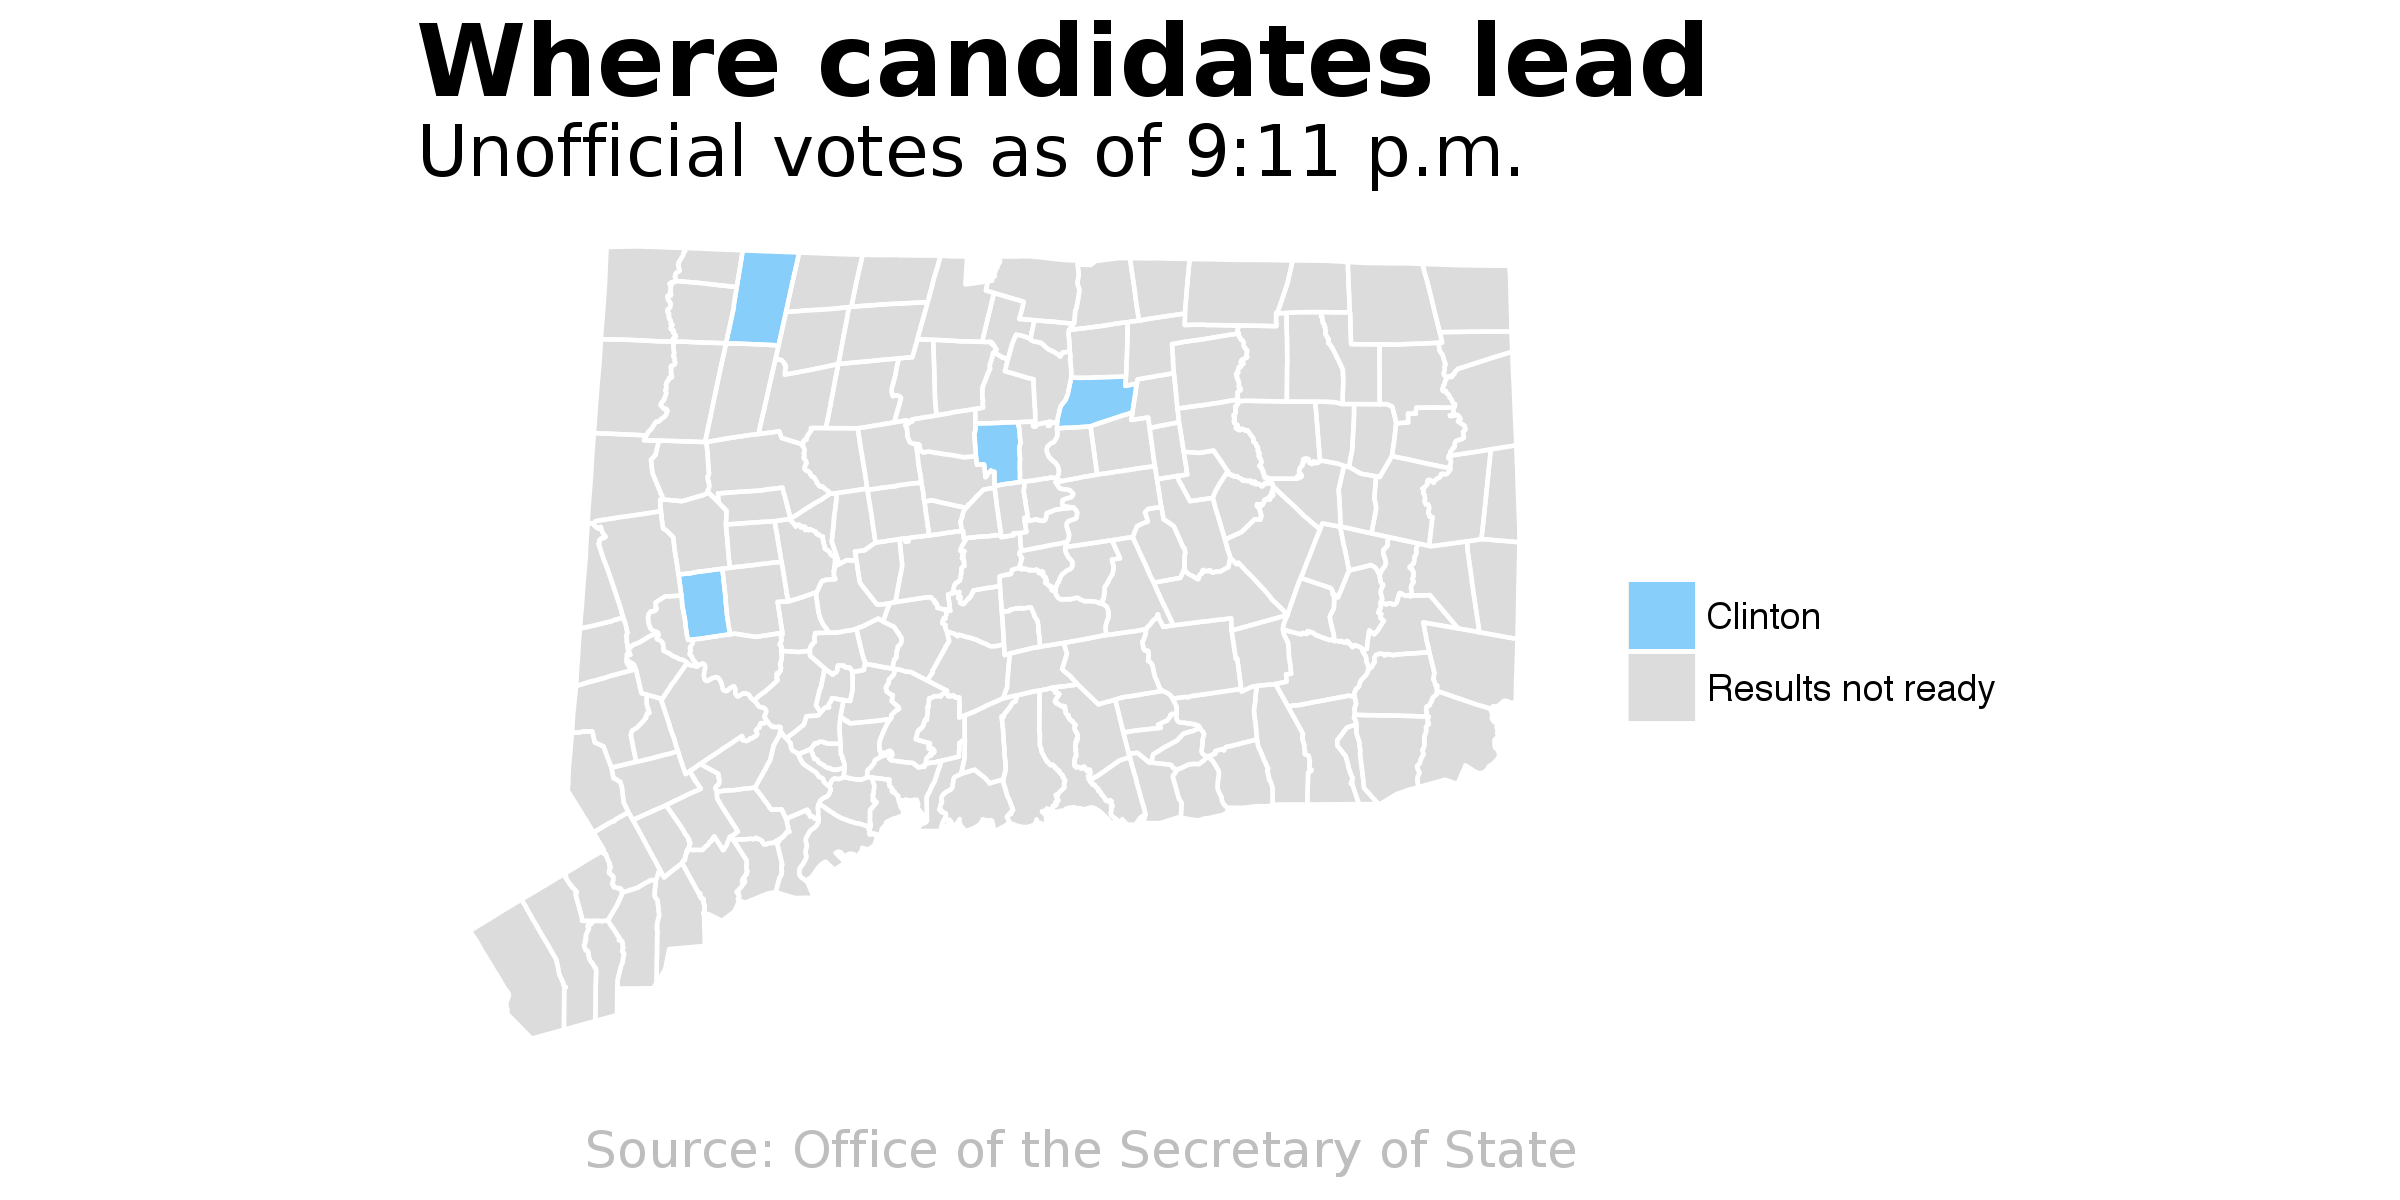 Where candidates lead
Unofficial votes as of 9:11 p.m.
Clinton
Results not ready
Source: Office of the Secretary of State